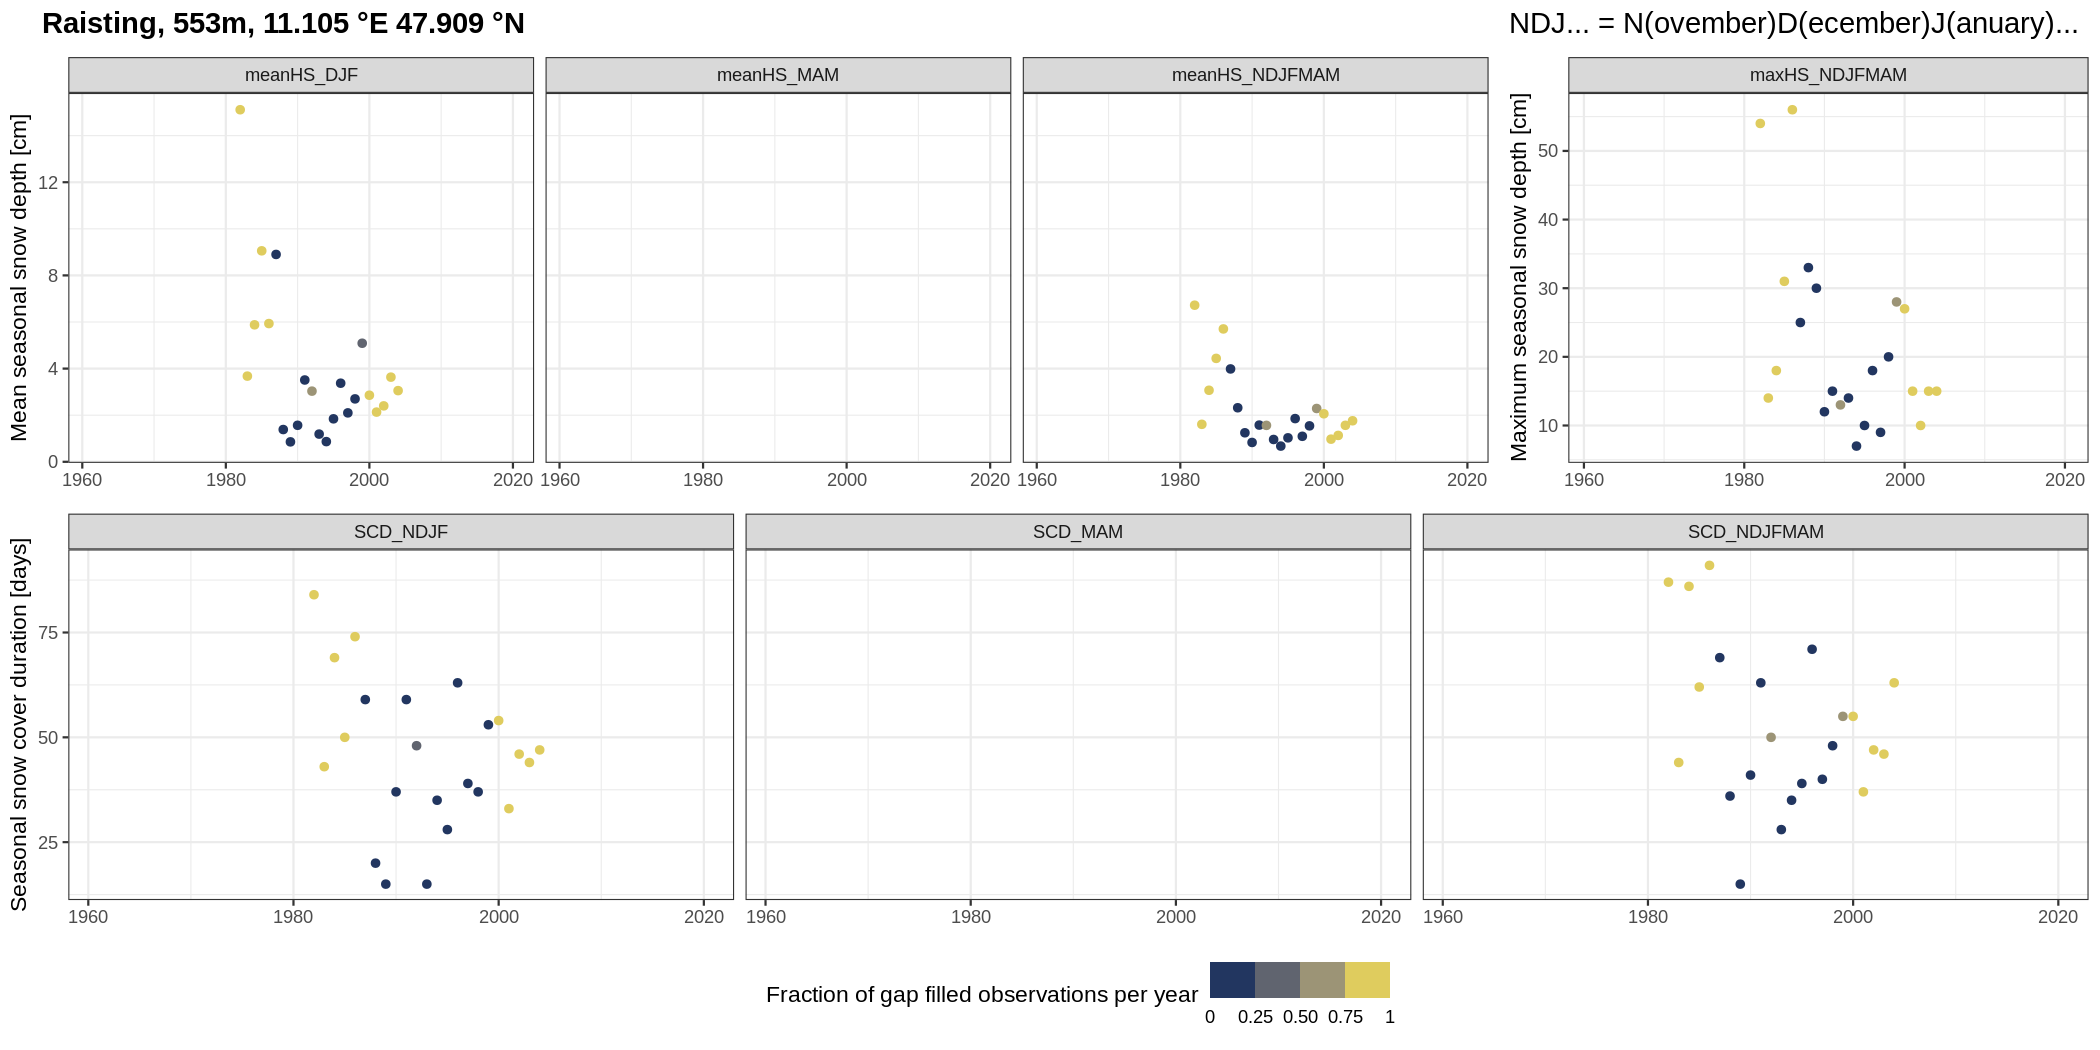 Raisting, 553m, 11.105 °E 47.909 °N
NDJ... = N(ovember)D(ecember)J(anuary)...
meanHS_DJF
meanHS_MAM
meanHS_NDJFMAM
maxHS_NDJFMAM
Mean seasonal snow depth [cm]
12
8
4
0
1960 1980 2000 2020
1960 1980 2000 2020
1960 1980 2000 2020
Maximum seasonal snow depth [cm]
50
40
30
20
10
1960 1980 2000 2020
SCD_NDJF
SCD_MAM
SCD_NDJFMAM
Seasonal snow cover duration [days]
75
50
25
1960 1980 2000 2020
1960 1980 2000 2020
1960 1980 2000 2020
Fraction of gap filled observations per year
0 0.25 0.50 0.75 1